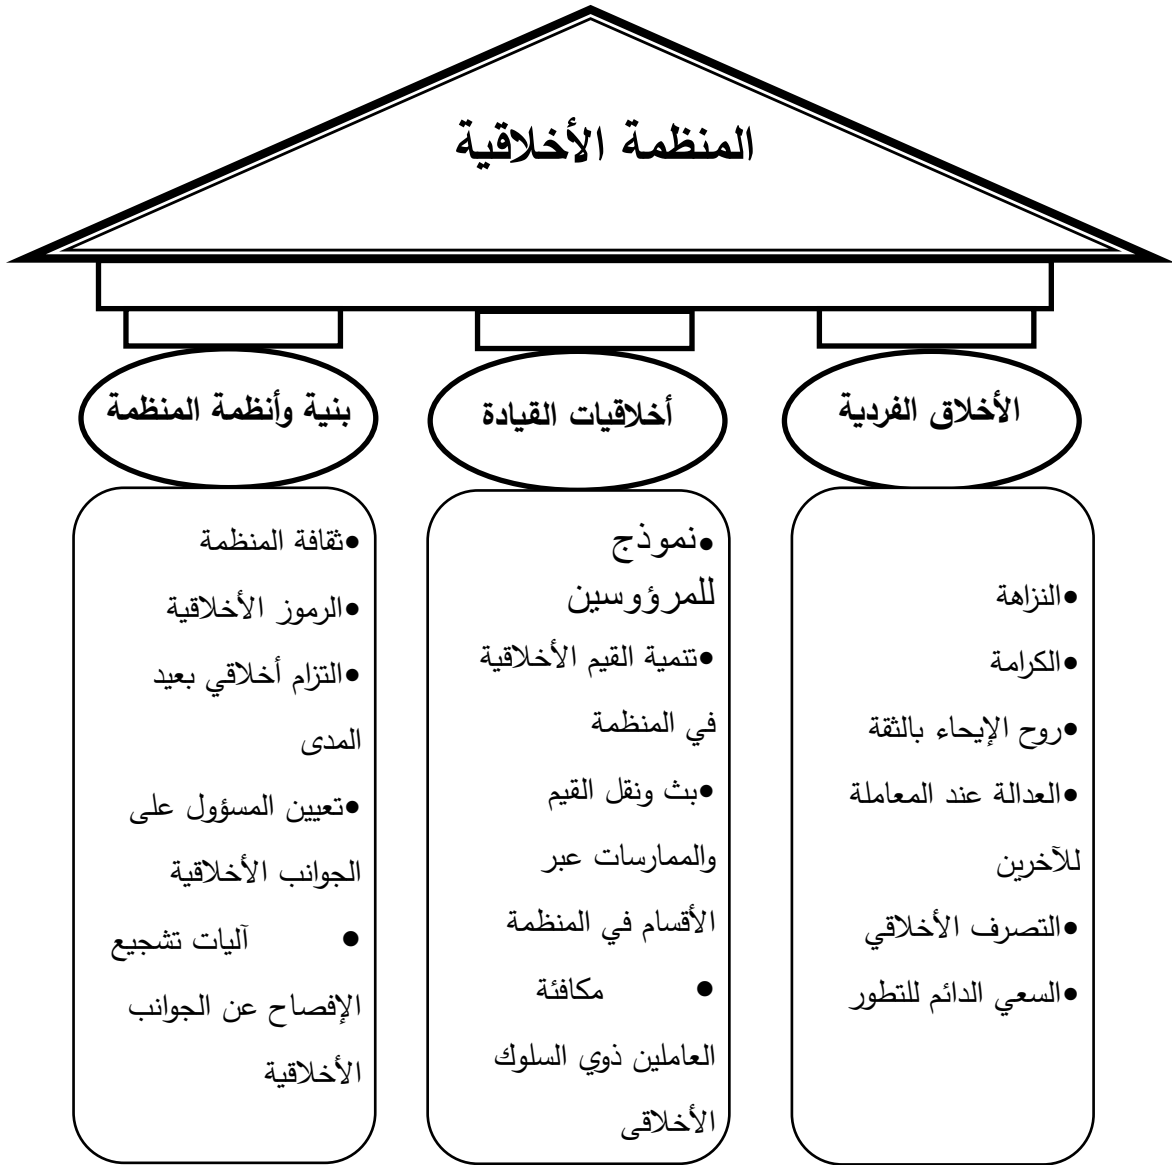 المنظمة الأخلاقية
الأخلاق الفردية
•النزاهة
•الكرامة
•روح الإيحاء بالثقة
•العدالة عند المعاملة
للآخرين
•التصرف الأخلاقي
•السعي الدائم للتطور
أخلاقيات القيادة
•نموذج
للمرؤوسين
•تنمية القيم الأخلاقية
في المنظمة
•بث ونقل القيم
والممارسات عبر
الأقسام في المنظمة
• مكافئة
العاملين ذوي السلوك
الأخلاقى
بنية وأنظمة المنظمة
•ثقافة المنظمة
•الرموز الأخلاقية
•التزام أخلاقي بعيد
المدى
•تعيين المسؤول على
الجوانب الأخلاقية
• آليات تشجيع
الإفصاح عن الجوانب
الأخلاقية